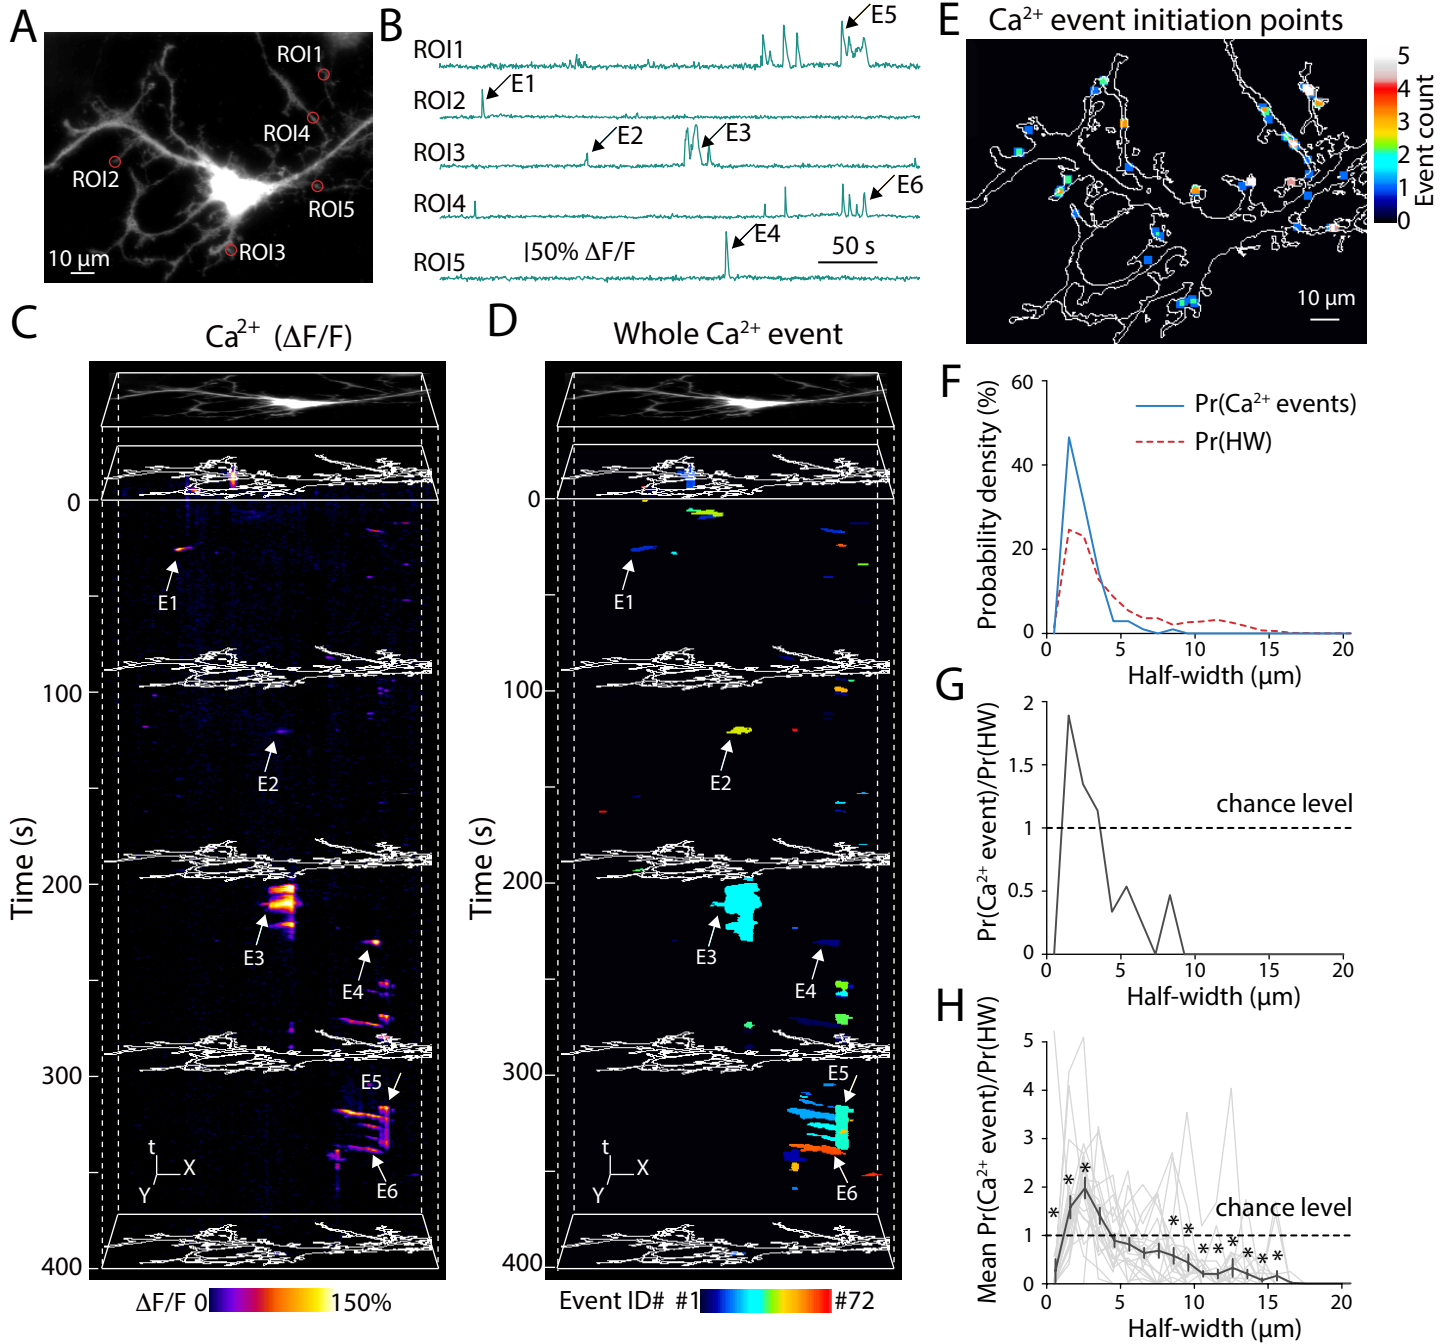 A
ROI1
ROI4
ROI2
ROI5
ROI3
10 µm
B
ROI1
E5
ROI2
E1
ROI3
E2
E3
ROI4
E6
ROI5
E4
50% ΔF/F
50 s
E
Ca²⁺ event initiation points
5
4
3
2
1
0
Event count
10 µm
C
Ca²⁺ (ΔF/F)
0
100
200
300
400
Time (s)
E1
E2
E3
E4
E5
E6
t
X
Y
ΔF/F 0 150%
D
Whole Ca²⁺ event
0
100
200
300
400
Time (s)
E1
E2
E3
E4
E5
E6
t
X
Y
Event ID# #1 #72
F
Probability density (%)
60
40
20
0
Pr(Ca²⁺ events)
Pr(HW)
0 5 10 15 20
Half-width (µm)
G
Pr(Ca²⁺ event)/Pr(HW)
2
1.5
1
0.5
0
chance level
0 5 10 15 20
Half-width (µm)
H
Mean Pr(Ca²⁺ event)/Pr(HW)
5
4
3
2
1
0
* * * * * * * * * * *
chance level
0 5 10 15 20
Half-width (µm)